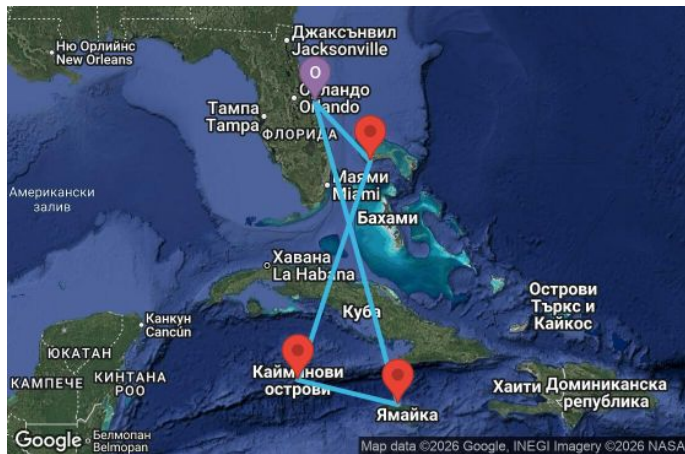 Джаксънвил
Jacksonville
Ню Орлийнс
New Orleans
O
Орландо
Orlando
Тампа
Tampa
ФЛОРИДА
Маями
Miami
Американски
залив
Бахами
Хавана
La Habana
Куба
Острови
Търкс и
Кайкос
Канкун
Cancún
ЮКАТАН
КАМПЕЧЕ
КИНТАНА
РОО
Кайманови
острови
Ямайка
Хаити
Доминиканска
република
Белмопан
Belmopan
Google
Map data ©2026 Google, INEGI Imagery ©2026 NASA